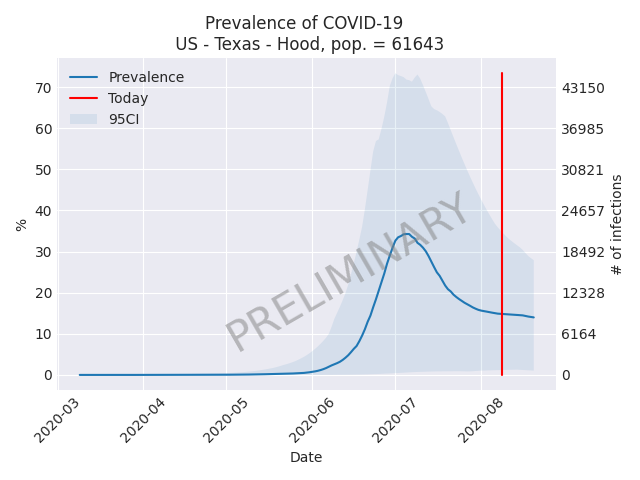 Prevalence of COVID-19
US - Texas - Hood, pop. = 61643
Prevalence
Today
95CI
PRELIMINARY
%
70
60
50
40
30
20
10
0
43150
36985
30821
24657
18492
12328
6164
0
# of infections
2020-03
2020-04
2020-05
2020-06
2020-07
2020-08
Date